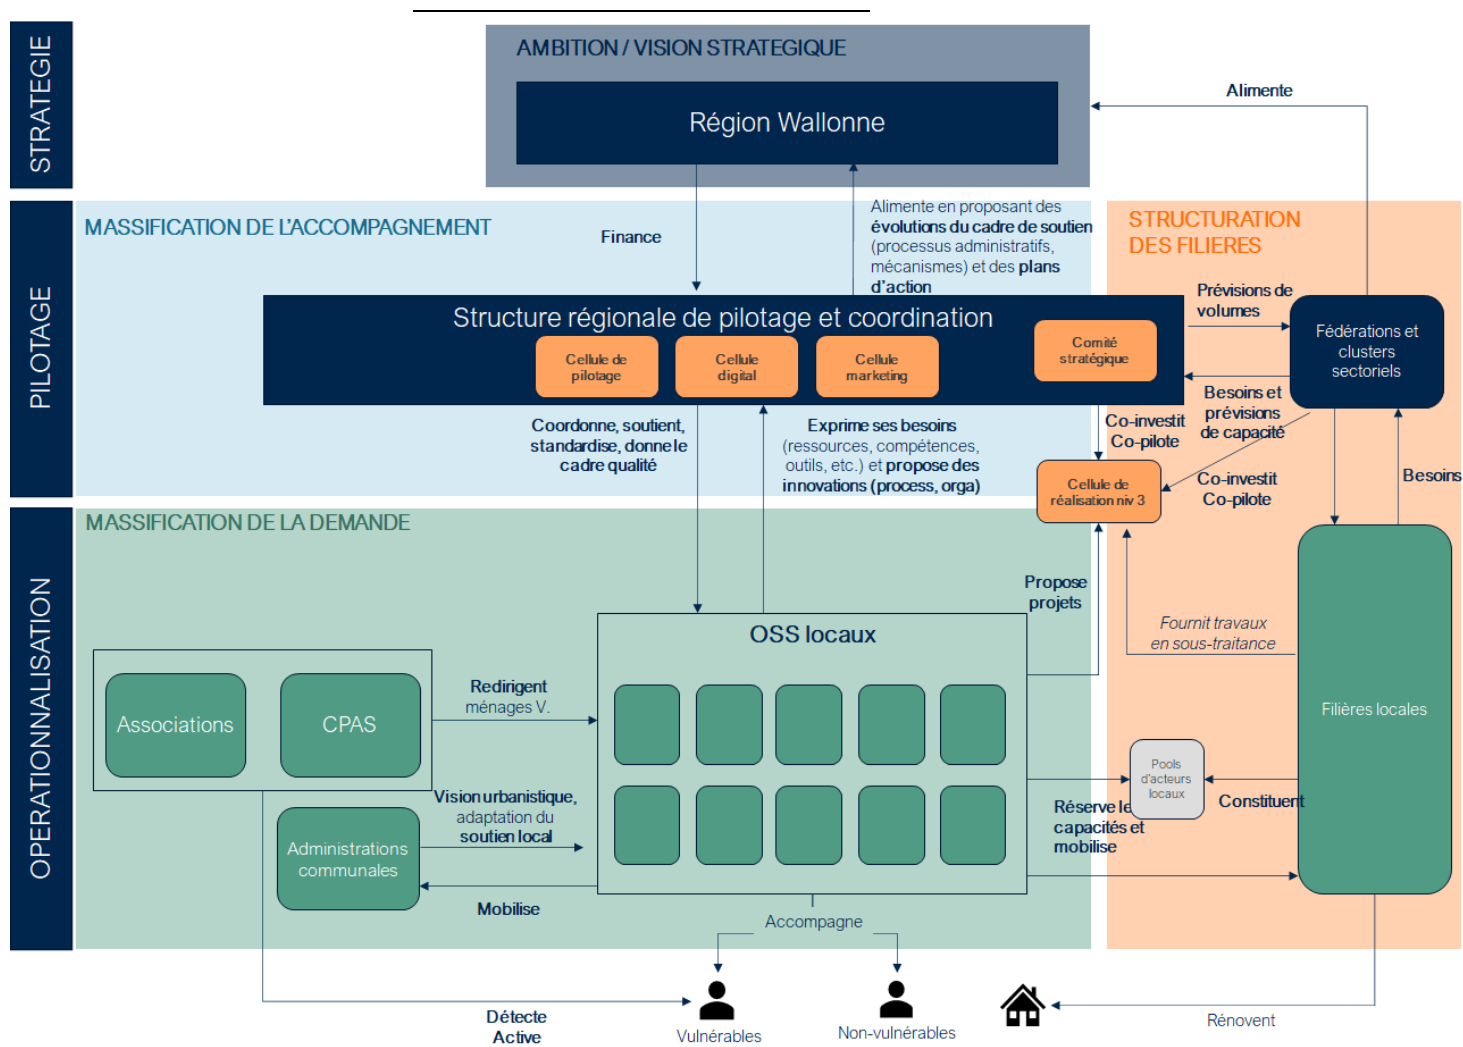 STRATEGIE
AMBITION / VISION STRATEGIQUE
Région Wallonne
Alimente
PILOTAGE
MASSIFICATION DE L'ACCOMPAGNEMENT
Finance
Alimente en proposant des
évolutions du cadre de soutien
(processus administratifs,
mécanismes) et des plans
d'action
STRUCTURATION
DES FILIERES
Structure régionale de pilotage et coordination
Cellule de
pilotage
Cellule
digital
Cellule
marketing
Comité
stratégique
Prévisions de
volumes
Fédérations et
clusters
sectoriels
Besoins et
prévisions
de capacité
Coordonne, soutient,
standardise, donne le
cadre qualité
Exprime ses besoins
(ressources, compétences,
outils, etc.) et propose des
innovations (process, orga)
Co-investit
Co-pilote
Cellule de
réalisation niv 3
Co-investit
Co-pilote
Besoins
OPERATIONNALISATION
MASSIFICATION DE LA DEMANDE
Propose
projets
Fournit travaux
en sous-traitance
OSS locaux
Associations
CPAS
Redirigent
ménages V.
Filières locales
Pools
d'acteurs
locaux
Constituent
Vision urbanistique,
adaptation du
soutien local
Administrations
communales
Mobilise
Réserve le
capacités et
mobilise
Accompagne
Détecte
Active
Vulnérables
Non-vulnérables
Rénovent